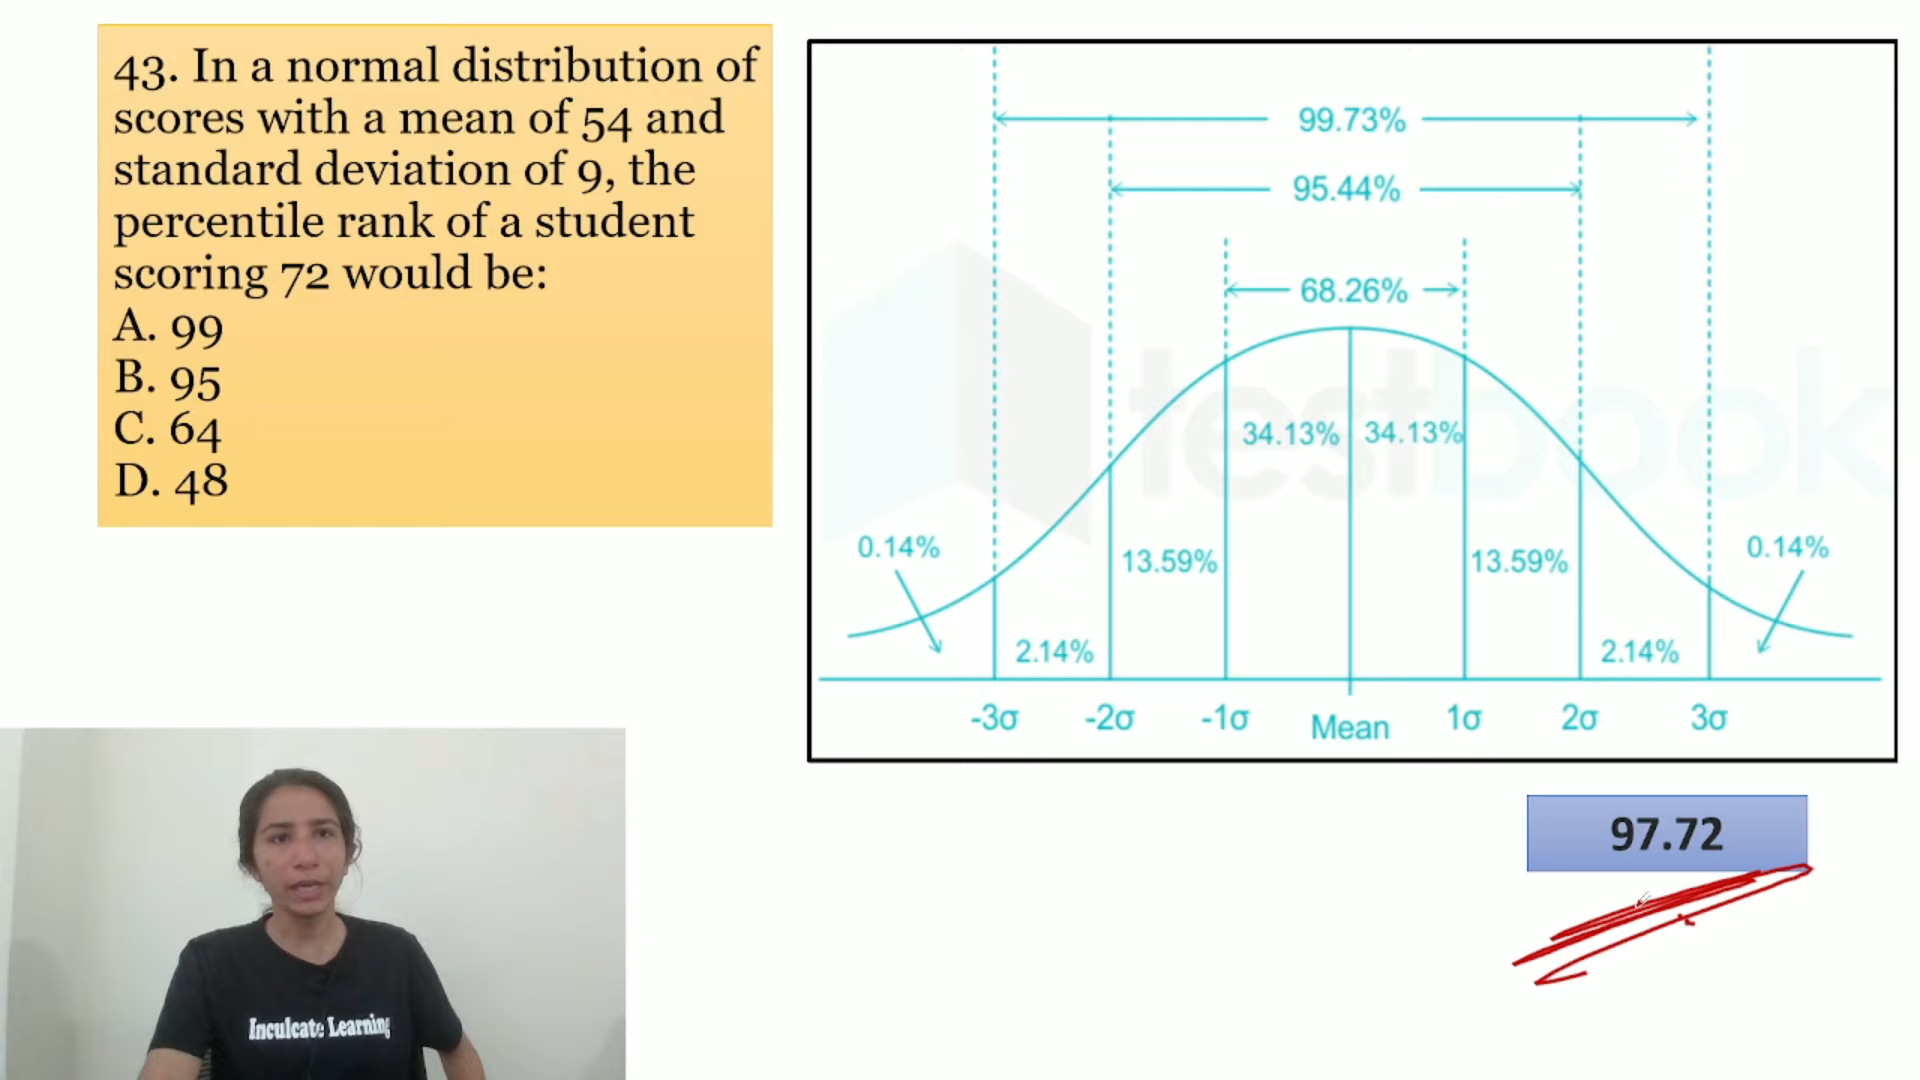 43. In a normal distribution of
scores with a mean of 54 and
standard deviation of 9, the
percentile rank of a student
scoring 72 would be:
A. 99
B. 95
C. 64
D. 48
99.73%
95.44%
68.26%
testbook
34.13% 34.13%
0.14% 0.14%
13.59% 13.59%
2.14% 2.14%
-3σ -2σ -1σ Mean 1σ 2σ 3σ
97.72
Inculcate Learning